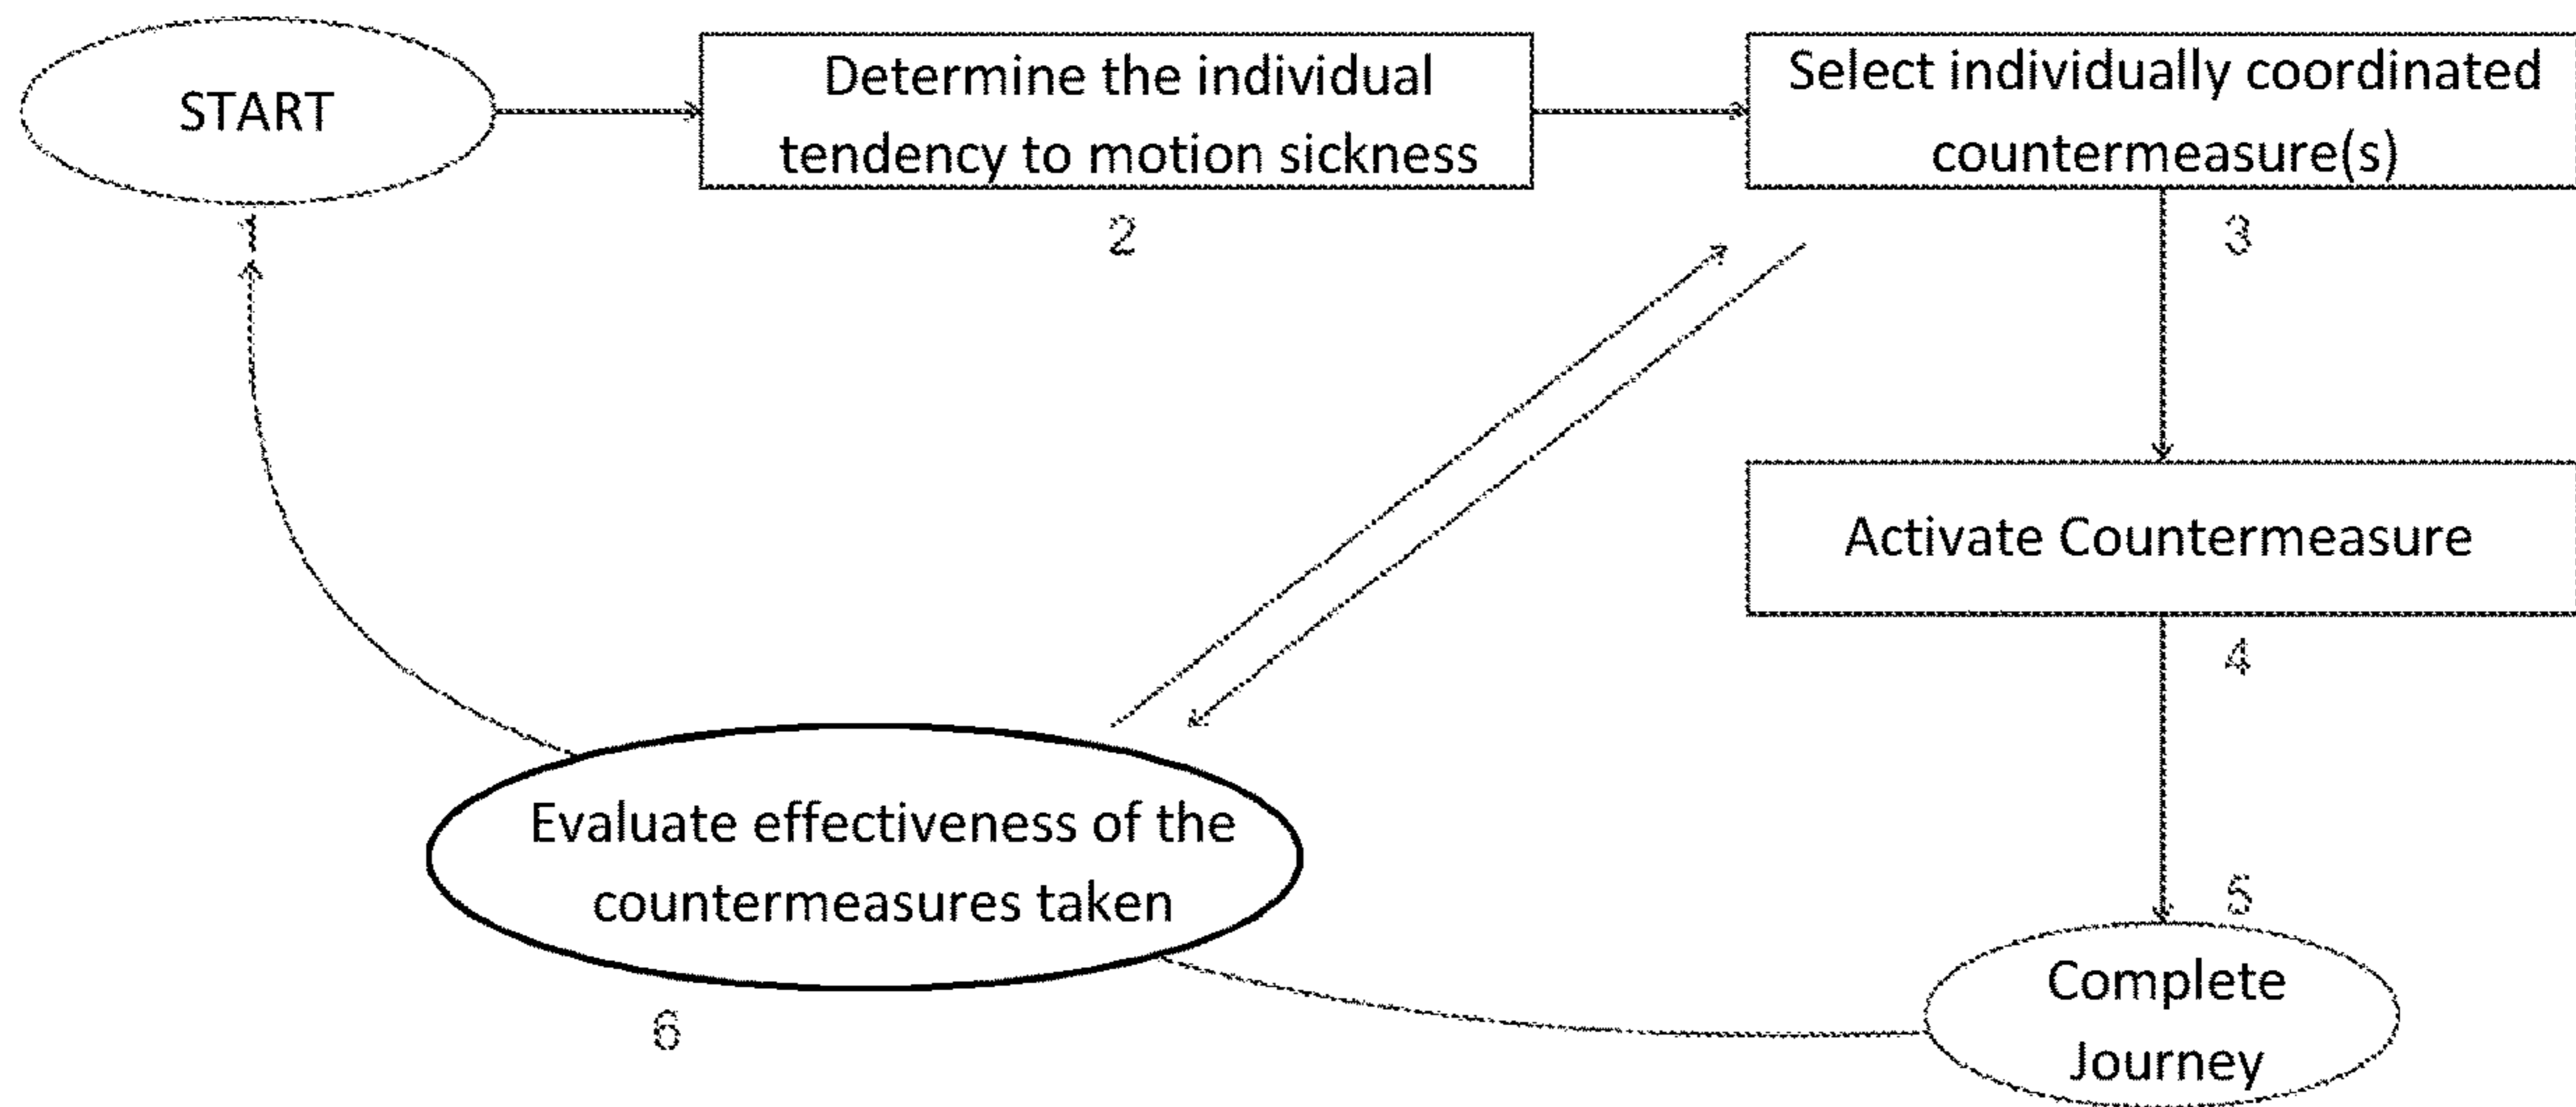 START
1
Determine the individual
tendency to motion sickness
2
Select individually coordinated
countermeasure(s)
3
Activate Countermeasure
4
5
Complete
Journey
Evaluate effectiveness of the
countermeasures taken
6